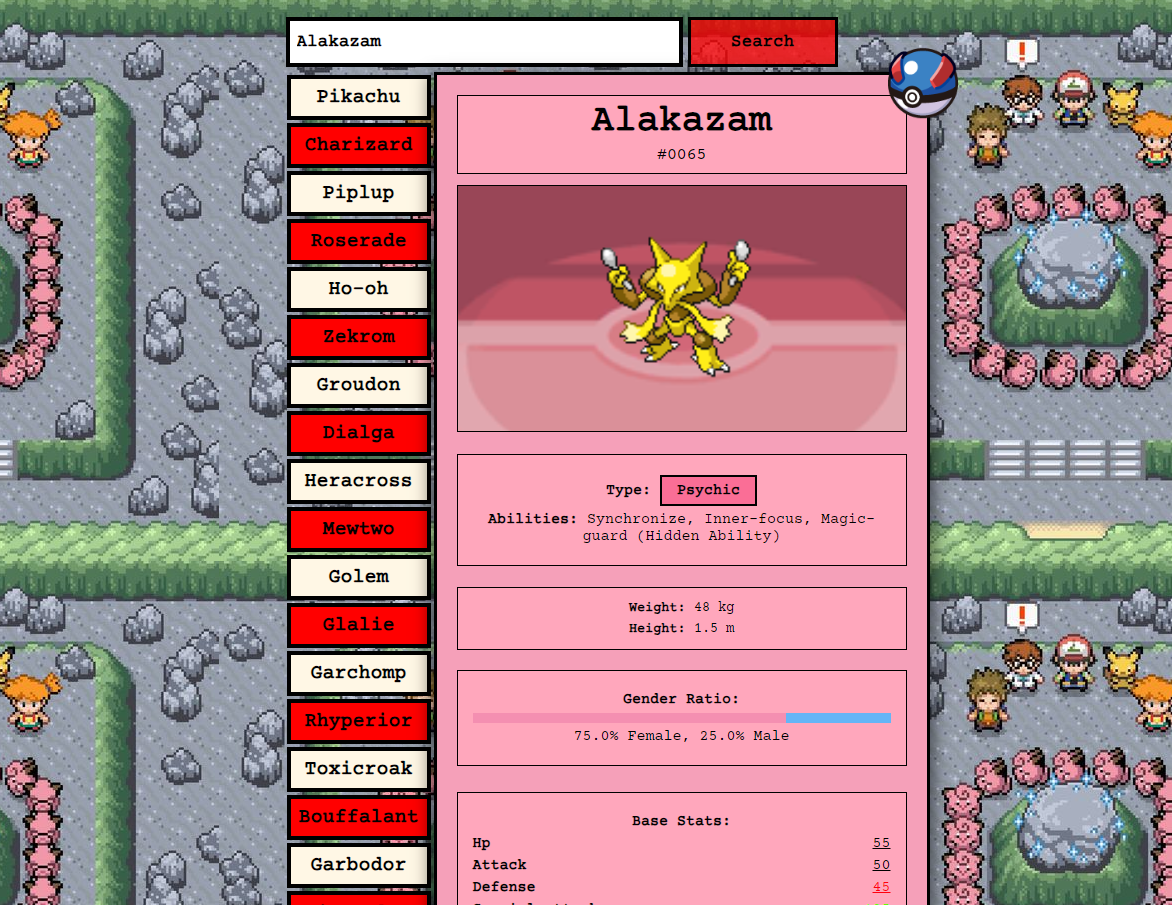 Alakazam
Search
Pikachu
Charizard
Piplup
Roserade
Ho-oh
Zekrom
Groudon
Dialga
Heracross
Mewtwo
Golem
Glalie
Garchomp
Rhyperior
Toxicroak
Bouffalant
Garbodor
Alakazam
#0065
Type: Psychic
Abilities: Synchronize, Inner-focus, Magic-
guard (Hidden Ability)
Weight: 48 kg
Height: 1.5 m
Gender Ratio:
75.0% Female, 25.0% Male
Base Stats:
Hp 55
Attack 50
Defense 45